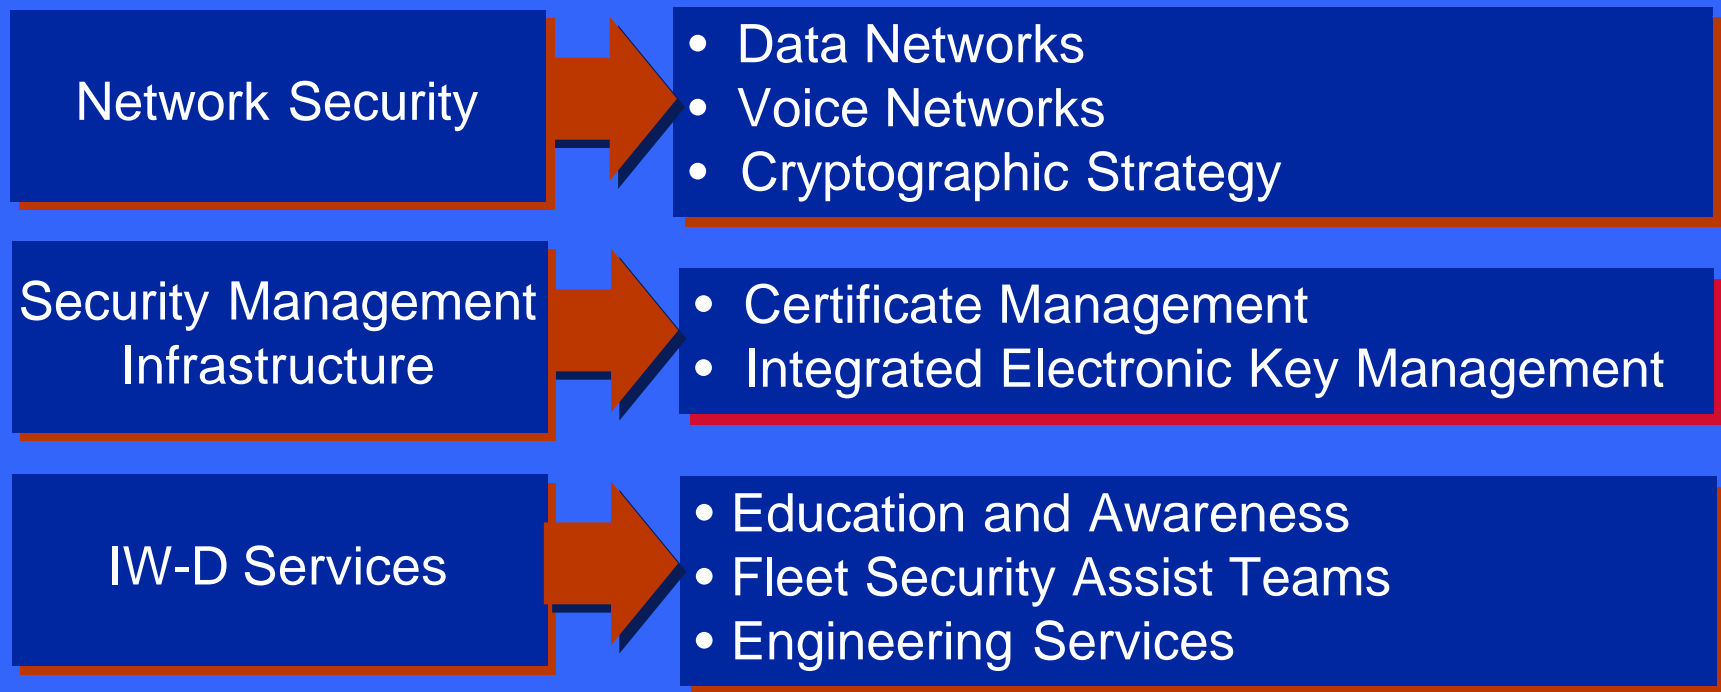 Network Security
• Data Networks
• Voice Networks
• Cryptographic Strategy
Security Management
Infrastructure
• Certificate Management
• Integrated Electronic Key Management
IW-D Services
• Education and Awareness
• Fleet Security Assist Teams
• Engineering Services